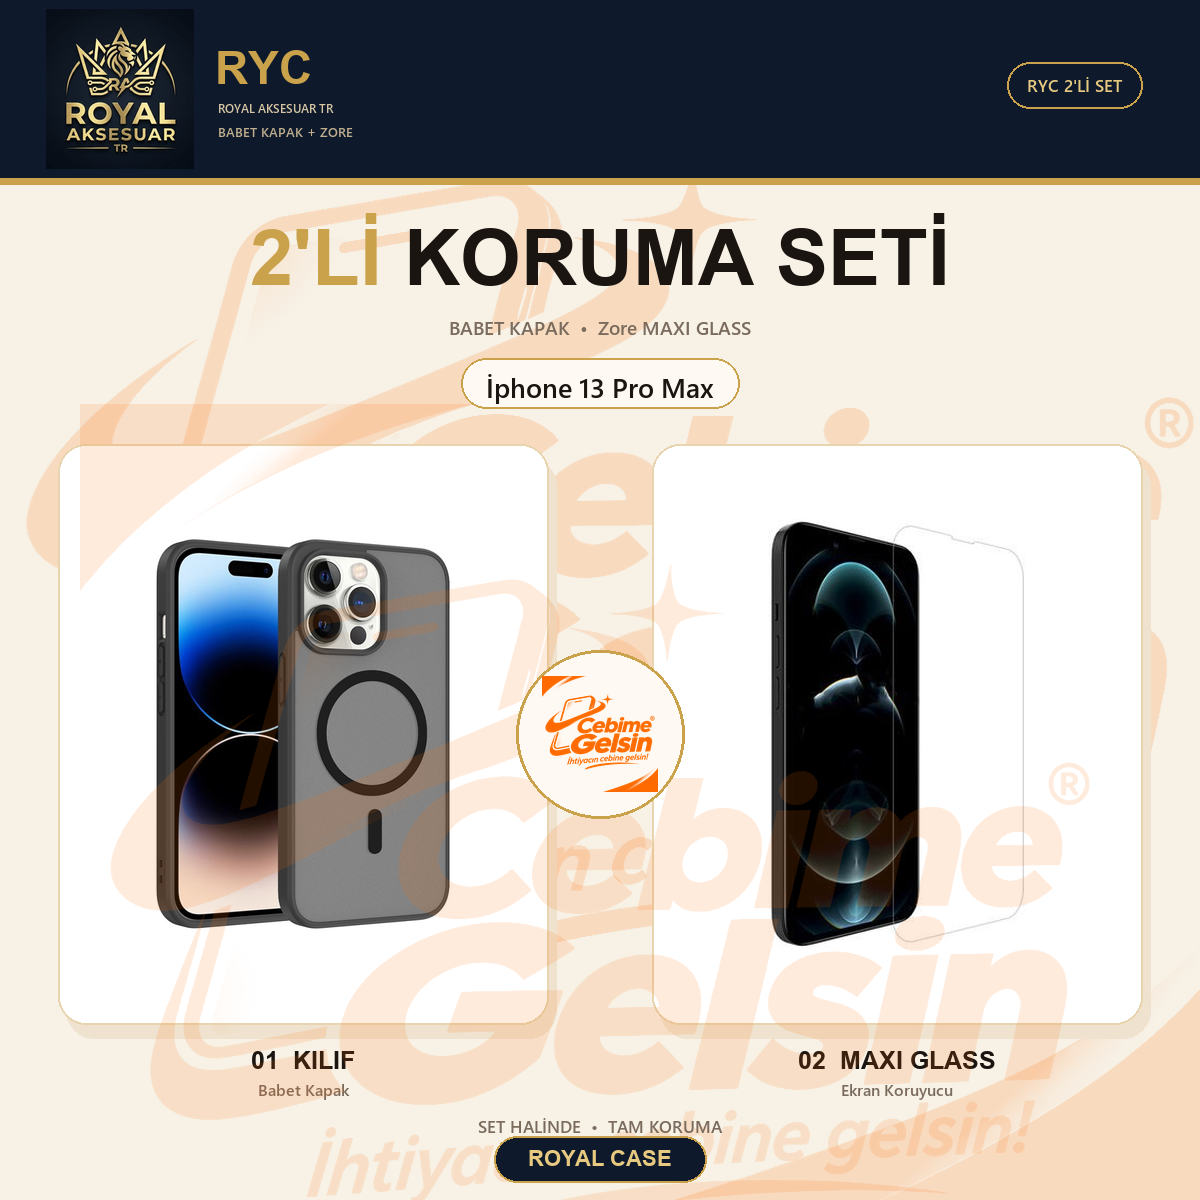 ROYAL
AKSESUAR
TR
RYC
ROYAL AKSESUAR TR
BABET KAPAK + ZORE
RYC 2'Lİ SET
2'Lİ KORUMA SETİ
BABET KAPAK • Zore MAXI GLASS
İphone 13 Pro Max
Cebime®
Gelsin
İhtiyacın cebine gelsin!
Cebime®
Gelsin
01 KILIF
Babet Kapak
02 MAXI GLASS
Ekran Koruyucu
SET HALİNDE • TAM KORUMA
ROYAL CASE